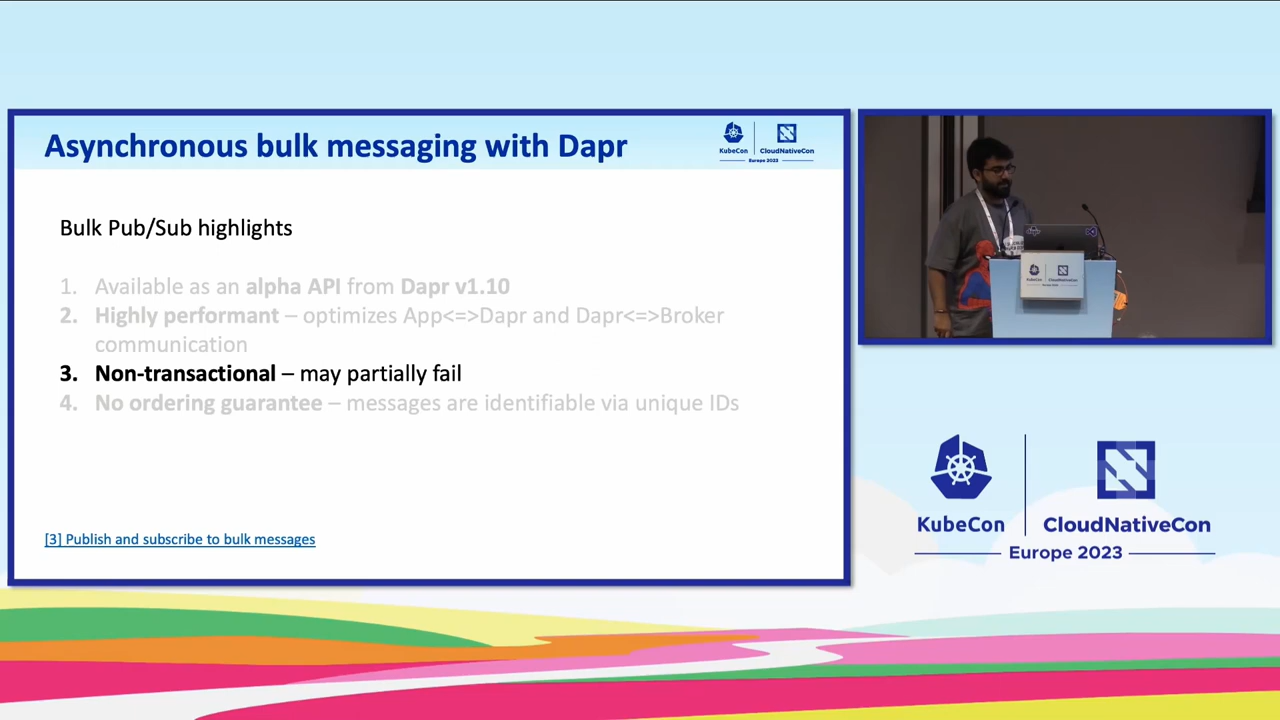 Asynchronous bulk messaging with Dapr
KubeCon
CloudNativeCon
Europe 2023
Bulk Pub/Sub highlights
1. Available as an alpha API from Dapr v1.10
2. Highly performant – optimizes App<=>Dapr and Dapr<=>Broker
communication
3. Non-transactional – may partially fail
4. No ordering guarantee – messages are identifiable via unique IDs
[3] Publish and subscribe to bulk messages
KubeCon
CloudNativeCon
Europe 2023